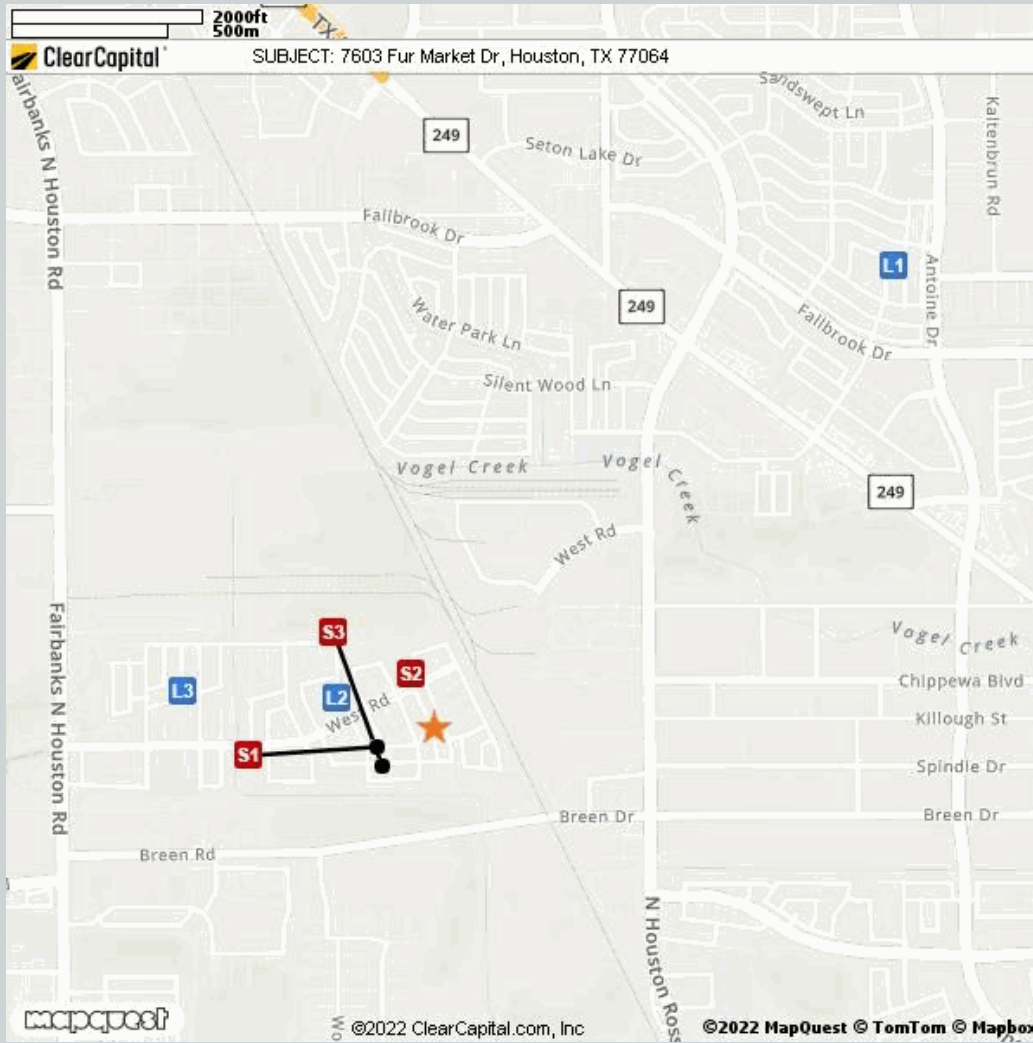 2000ft
500m
TX
ClearCapital
SUBJECT: 7603 Fur Market Dr, Houston, TX 77064
airbanks N Houston Rd
249
Sandswept Ln
Seton Lake Dr
Kaltenbrun Rd
Fallbrook Dr
L1
Antoine Dr
249
Water Park Ln
Fallbrook Dr
Silent Wood Ln
Vogel Creek
Vogel Creek
249
West Rd
Fairbanks N Houston Rd
S3
Vogel Creek
S2
L3
L2
Chippewa Blvd
West Rd
Killough St
S1
Spindle Dr
Breen Dr
Breen Dr
Breen Rd
N Houston Ross
Wo
mapquest
©2022 ClearCapital.com, Inc
©2022 MapQuest © TomTom © Mapbox